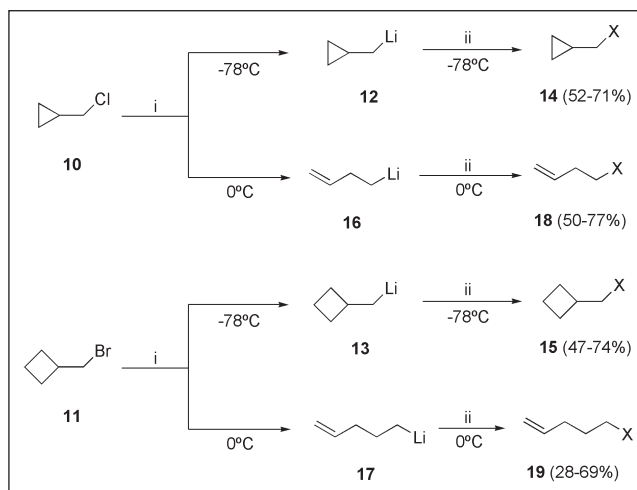 Li
X
ii
-78ºC
-78ºC
Cl
12
14 (52-71%)
i
10
Li
X
ii
0ºC
0ºC
16
18 (50-77%)
Li
X
ii
-78ºC
-78ºC
Br
13
15 (47-74%)
i
11
ii
0ºC
0ºC
Li
X
17
19 (28-69%)